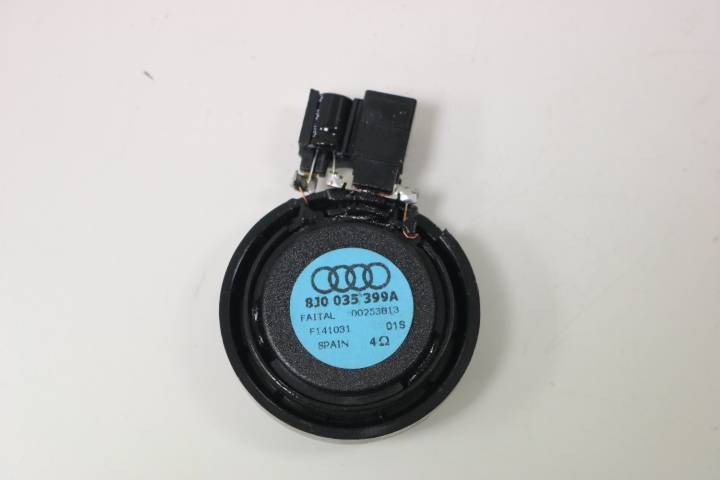 8J0 035 399A
FAITAL 00253B13
F141031 01S
SPAIN 4Ω